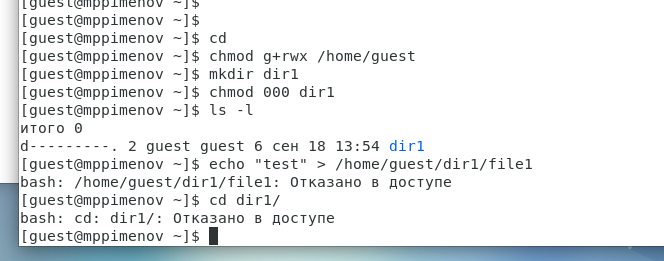 [guest@mppimenov ~]$
[guest@mppimenov ~]$
[guest@mppimenov ~]$ cd
[guest@mppimenov ~]$ chmod g+rwx /home/guest
[guest@mppimenov ~]$ mkdir dir1
[guest@mppimenov ~]$ chmod 000 dir1
[guest@mppimenov ~]$ ls -l
итого 0
d---------. 2 guest guest 6 сен 18 13:54 dir1
[guest@mppimenov ~]$ echo "test" > /home/guest/dir1/file1
bash: /home/guest/dir1/file1: Отказано в доступе
[guest@mppimenov ~]$ cd dir1/
bash: cd: dir1/: Отказано в доступе
[guest@mppimenov ~]$